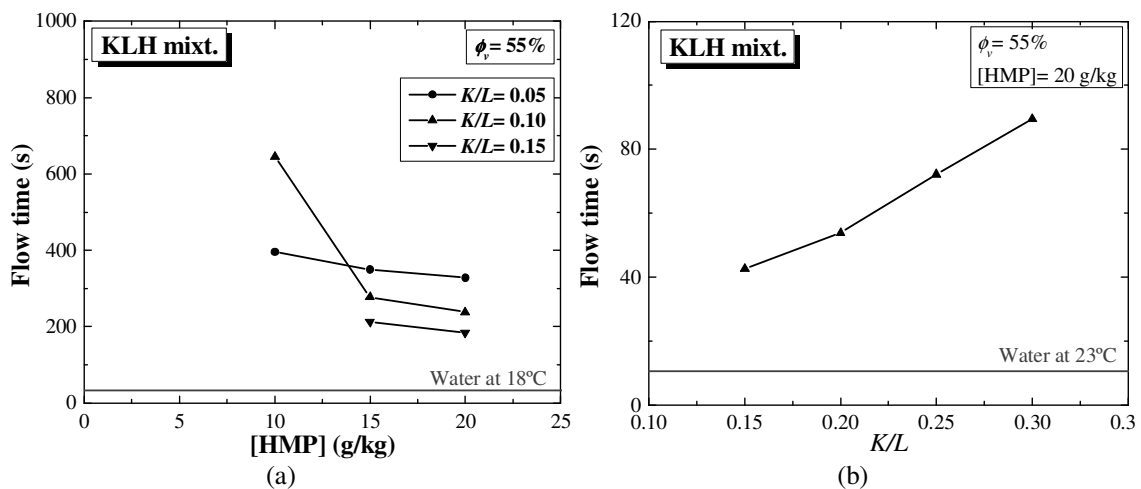 KLH mixt.
ϕᵥ= 55%
K/L= 0.05
K/L= 0.10
K/L= 0.15
Water at 18ºC
1000
800
600
400
200
0
0 5 10 15 20 25
Flow time (s)
[HMP] (g/kg)
(a)
KLH mixt.
ϕᵥ= 55%
[HMP]= 20 g/kg
Water at 23ºC
120
80
40
0
0.10 0.15 0.20 0.25 0.30 0.3
Flow time (s)
K/L
(b)